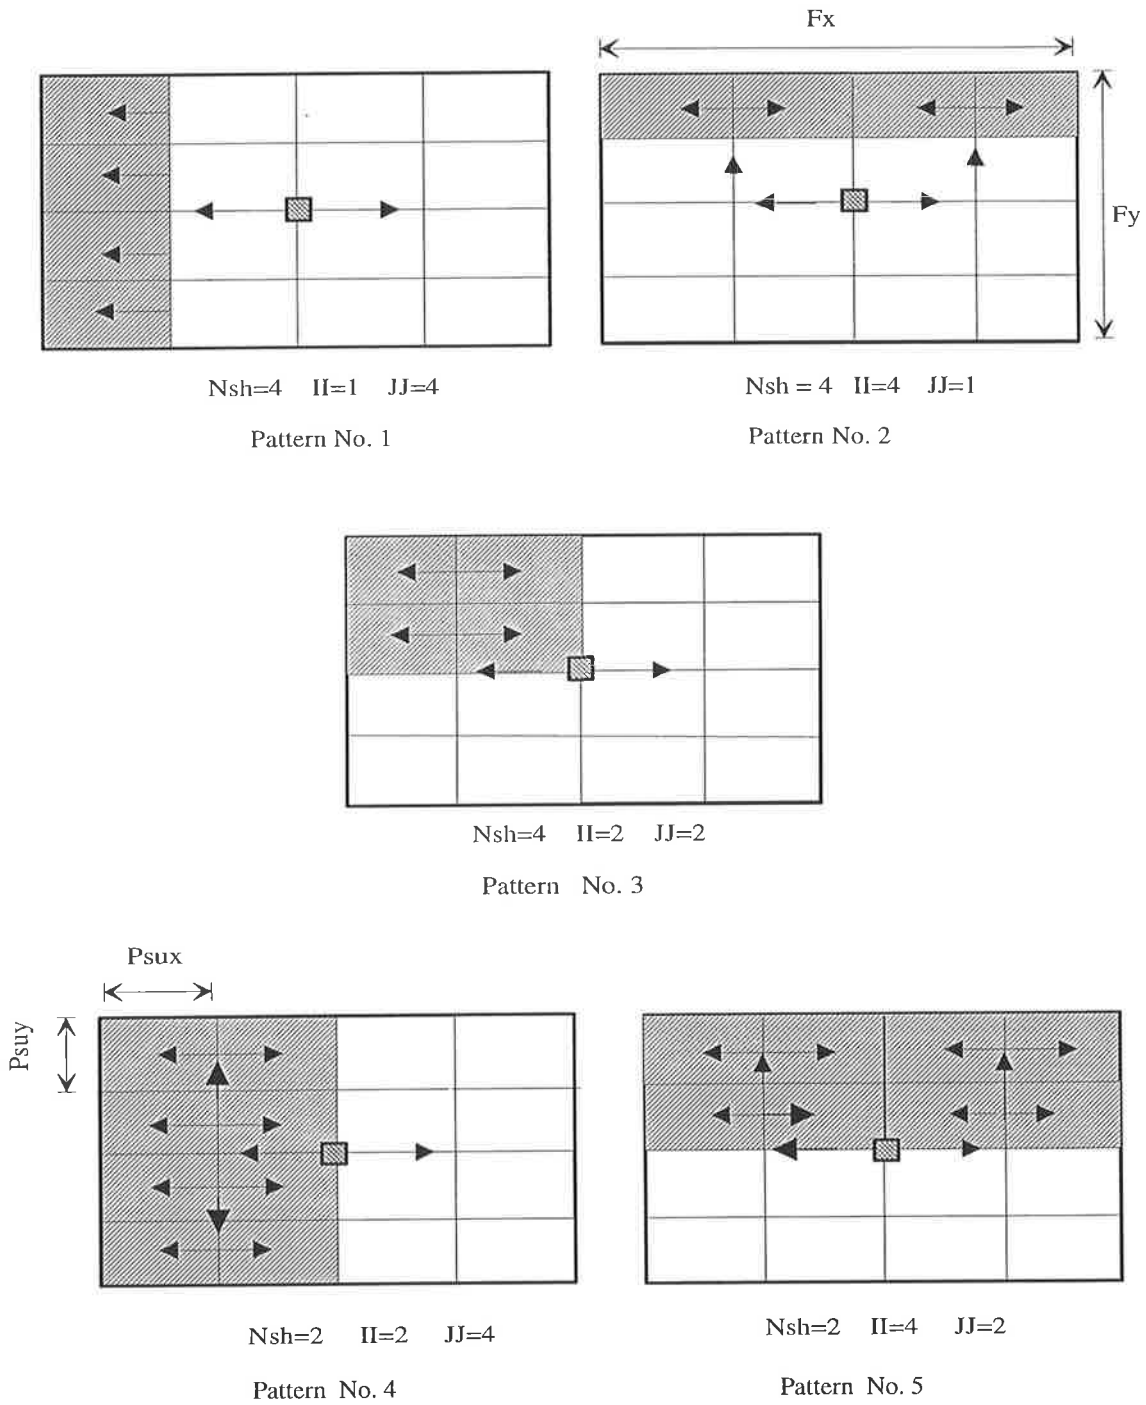 Fx
Fy
Nsh=4 II=1 JJ=4
Nsh = 4 II=4 JJ=1
Pattern No. 1
Pattern No. 2
Nsh=4 II=2 JJ=2
Pattern No. 3
Psux
Psuy
Nsh=2 II=2 JJ=4
Nsh=2 II=4 JJ=2
Pattern No. 4
Pattern No. 5